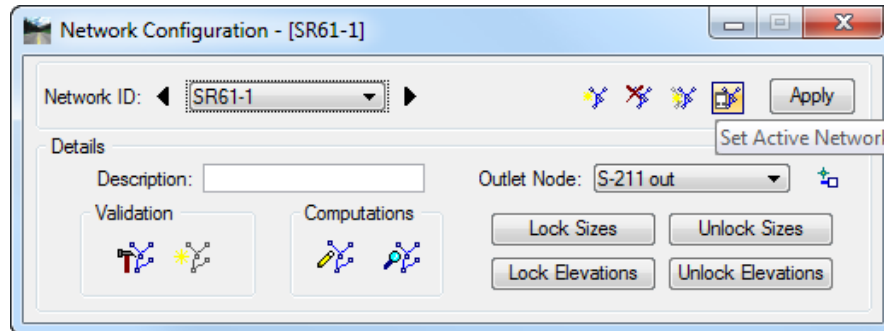 Network Configuration - [SR61-1]
Network ID: SR61-1 Apply
Set Active Networ
Details
Description: Outlet Node: S-211 out
Validation Computations Lock Sizes Unlock Sizes
Lock Elevations Unlock Elevations